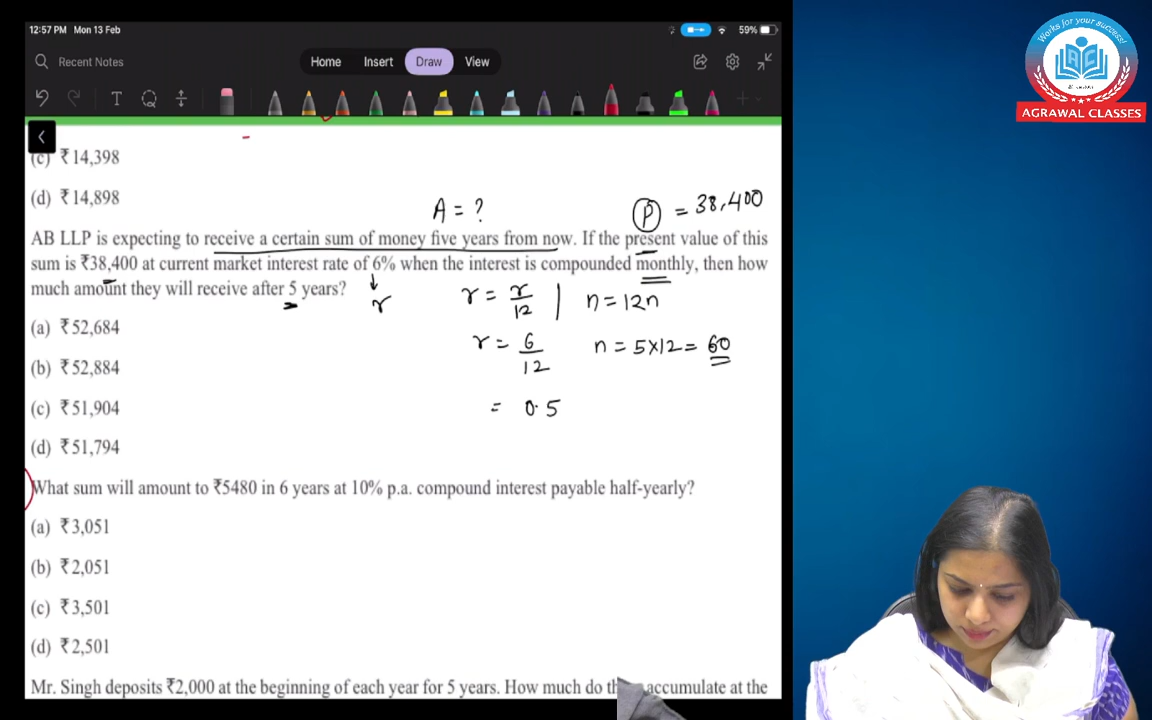 12:57 PM Mon 13 Feb
59%
Recent Notes
Home Insert Draw View
Works for your success!
AC
AGRAWAL CLASSES
(c) ₹14,398
(d) ₹14,898
A = ?
P = 38,400
AB LLP is expecting to receive a certain sum of money five years from now. If the present value of this
sum is ₹38,400 at current market interest rate of 6% when the interest is compounded monthly, then how
much amount they will receive after 5 years?
r
r = r/12 | n = 12n
(a) ₹52,684
r = 6/12 n = 5×12 = 60
(b) ₹52,884
= 0.5
(c) ₹51,904
(d) ₹51,794
What sum will amount to ₹5480 in 6 years at 10% p.a. compound interest payable half-yearly?
(a) ₹3,051
(b) ₹2,051
(c) ₹3,501
(d) ₹2,501
Mr. Singh deposits ₹2,000 at the beginning of each year for 5 years. How much do accumulate at the